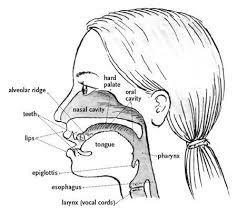 hard
palate
oral
cavity
alveolar ridge
nasal cavity
teeth
lips
tongue
pharynx
epiglottis
esophagus
larynx (vocal cords)